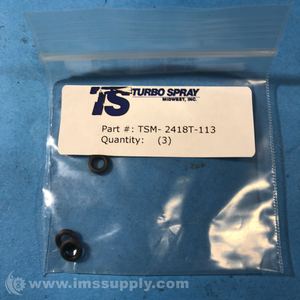 TS TURBO SPRAY
MIDWEST, INC.
Part #: TSM- 2418T-113
Quantity: (3)
© www.imssupply.com